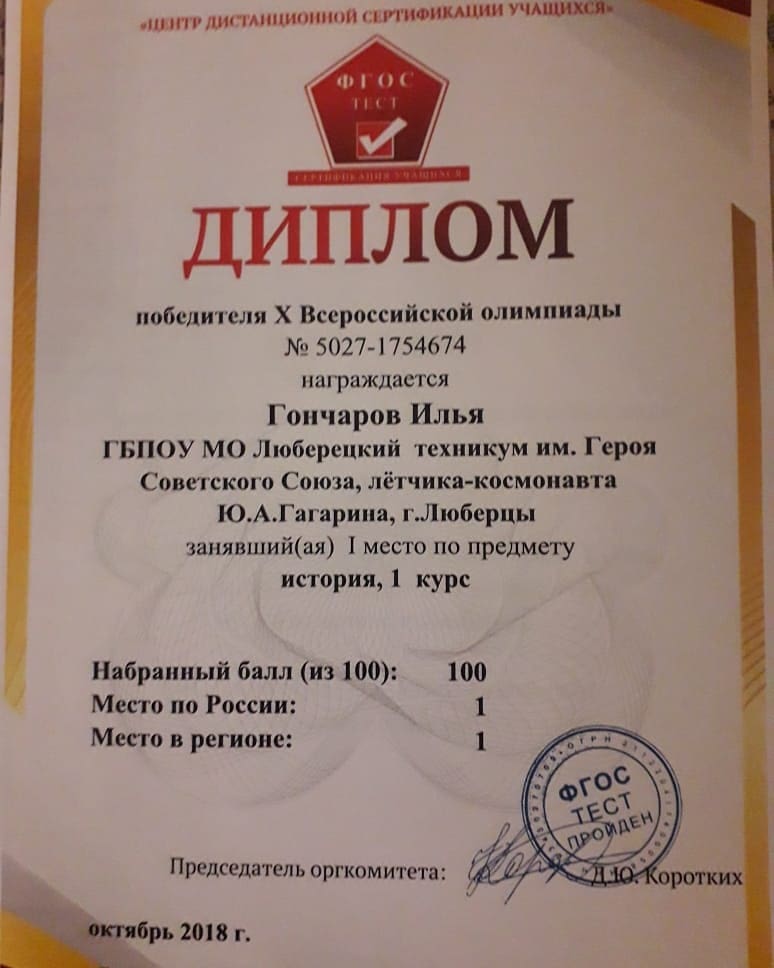 «ЦЕНТР ДИСТАНЦИОННОЙ СЕРТИФИКАЦИИ УЧАЩИХСЯ»
ФГОС
ТЕСТ
СЕРТИФИКАЦИЯ УЧАЩИХСЯ
ДИПЛОМ
победителя X Всероссийской олимпиады
№ 5027-1754674
награждается
Гончаров Илья
ГБПОУ МО Люберецкий техникум им. Героя
Советского Союза, лётчика-космонавта
Ю.А.Гагарина, г.Люберцы
занявший(ая) I место по предмету
история, 1 курс
Набранный балл (из 100): 100
Место по России: 1
Место в регионе: 1
ФГОС
ТЕСТ
ПРОЙДЕН
Председатель оргкомитета: Д.Ю. Коротких
октябрь 2018 г.